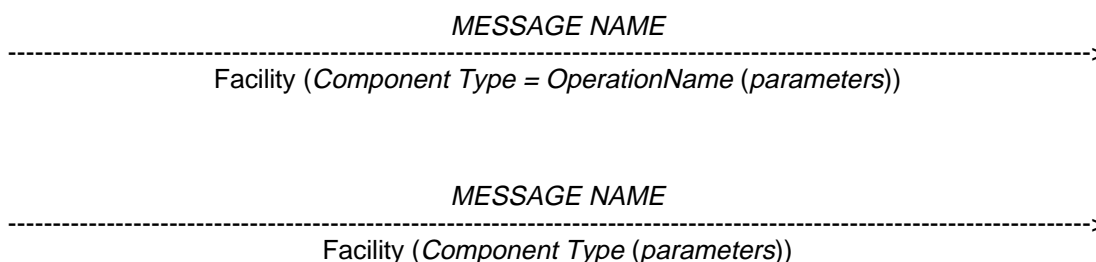 MESSAGE NAME
------------------------------------------------------------------------------------------------------------------------>
Facility (Component Type = OperationName (parameters))
MESSAGE NAME
------------------------------------------------------------------------------------------------------------------------>
Facility (Component Type (parameters))